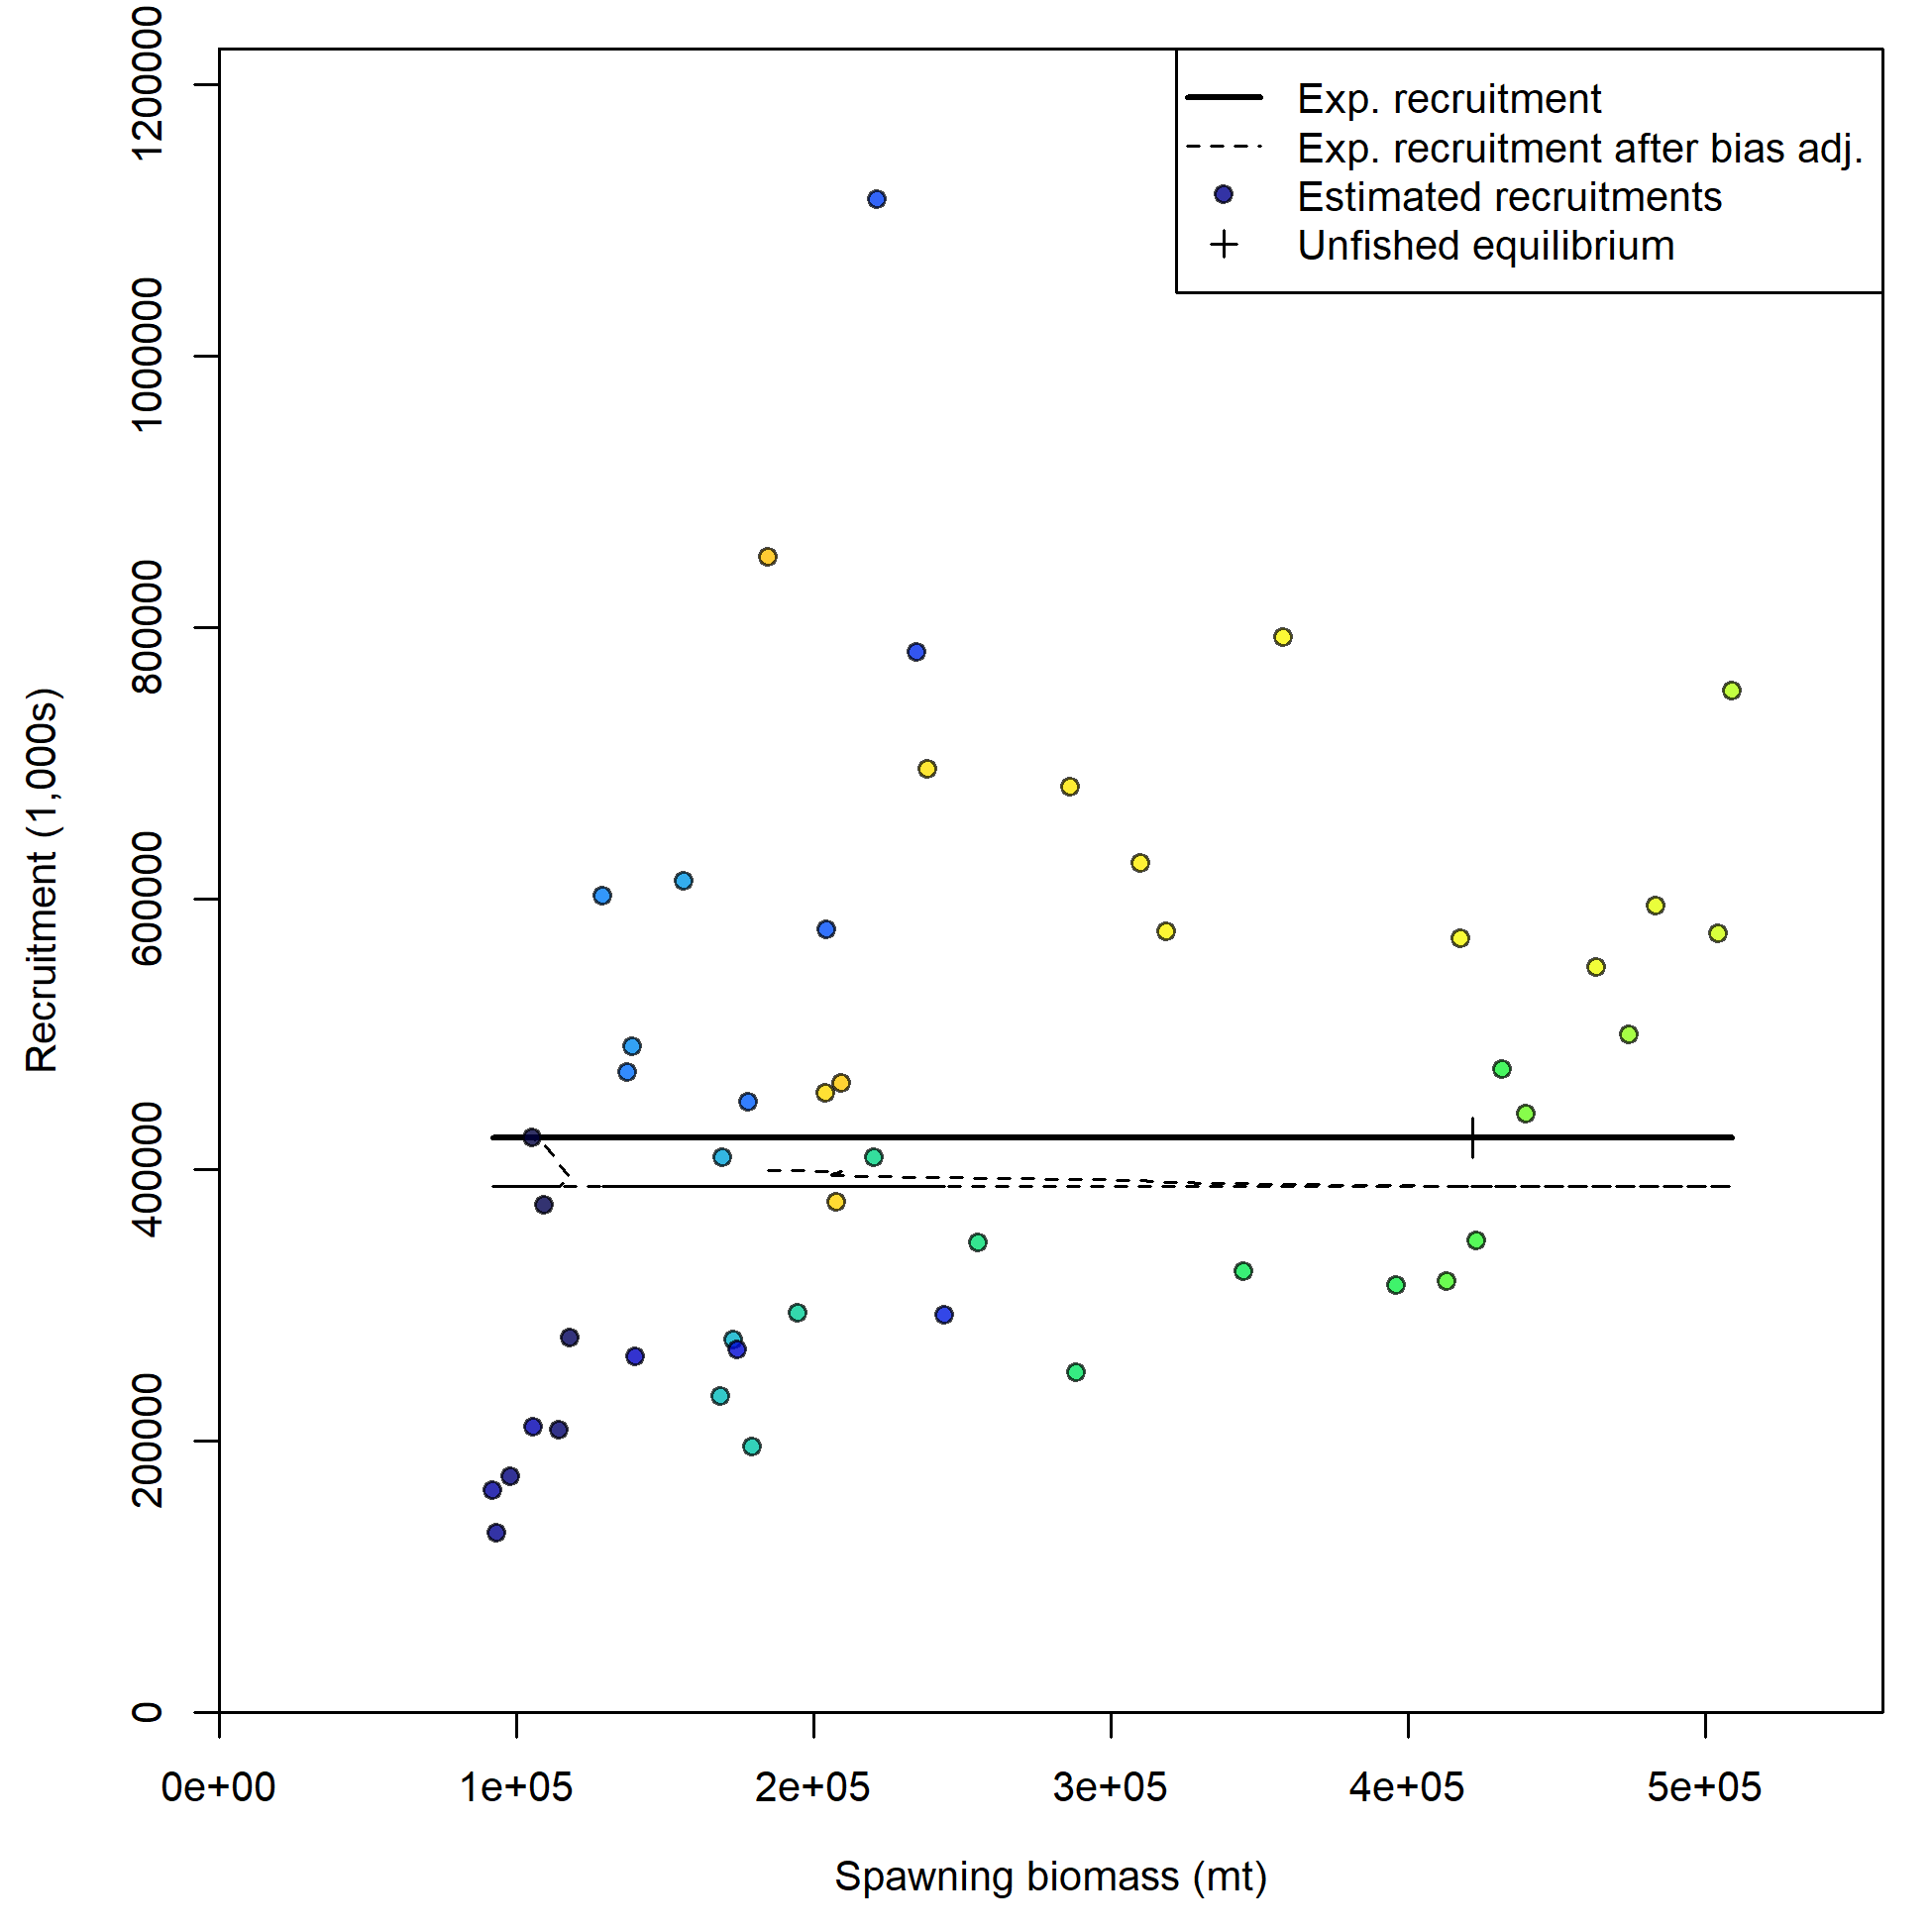 Exp. recruitment
Exp. recruitment after bias adj.
Estimated recruitments
Unfished equilibrium
1200000
1000000
800000
600000
400000
200000
0
Recruitment (1,000s)
0e+00 1e+05 2e+05 3e+05 4e+05 5e+05
Spawning biomass (mt)